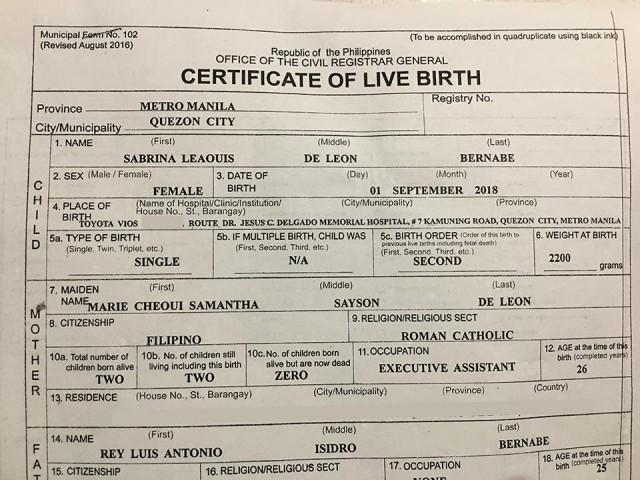 Municipal Form No. 102 (To be accomplished in quadruplicate using black ink)
(Revised August 2016)
Republic of the Philippines
OFFICE OF THE CIVIL REGISTRAR GENERAL
CERTIFICATE OF LIVE BIRTH
Province METRO MANILA Registry No.
City/Municipality QUEZON CITY
CHILD
1. NAME (First) (Middle) (Last)
SABRINA LEAOUIS DE LEON BERNABE
2. SEX (Male / Female) 3. DATE OF BIRTH (Day) (Month) (Year)
FEMALE 01 SEPTEMBER 2018
4. PLACE OF BIRTH (Name of Hospital/Clinic/Institution/ House No., St., Barangay) (City/Municipality) (Province)
TOYOTA VIOS , ROUTE, DR. JESUS C. DELGADO MEMORIAL HOSPITAL, # 7 KAMUNING ROAD, QUEZON CITY, METRO MANILA
5a. TYPE OF BIRTH (Single, Twin, Triplet, etc.) 5b. IF MULTIPLE BIRTH, CHILD WAS (First, Second, Third, etc.) 5c. BIRTH ORDER (Order of this birth to previous live births including fetal death) (First, Second, Third, etc.) 6. WEIGHT AT BIRTH
SINGLE N/A SECOND 2200 grams
MOTHER
7. MAIDEN NAME (First) (Middle) (Last)
MARIE CHEOUI SAMANTHA SAYSON DE LEON
8. CITIZENSHIP 9. RELIGION/RELIGIOUS SECT
FILIPINO ROMAN CATHOLIC
10a. Total number of children born alive 10b. No. of children still living including this birth 10c. No. of children born alive but are now dead 11. OCCUPATION 12. AGE at the time of this birth (completed years)
TWO TWO ZERO EXECUTIVE ASSISTANT 26
13. RESIDENCE (House No., St., Barangay) (City/Municipality) (Province) (Country)
FAT
14. NAME (First) (Middle) (Last)
REY LUIS ANTONIO ISIDRO BERNABE
15. CITIZENSHIP 16. RELIGION/RELIGIOUS SECT 17. OCCUPATION 18. AGE at the time of this birth (completed years)
25